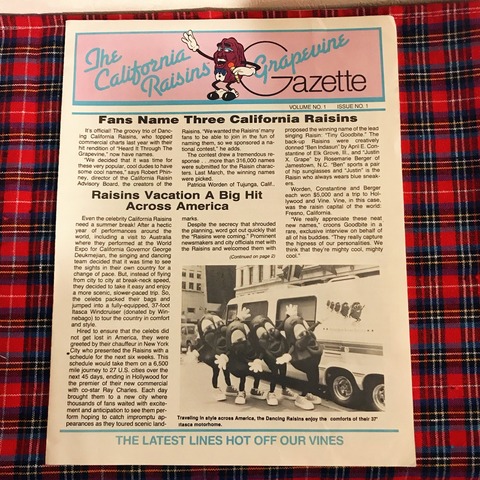 The California Raisins Grapevine Gazette
VOLUME NO. 1 ISSUE NO. 1
Fans Name Three California Raisins
It's official! The groovy trio of Dancing
California Raisins, who topped
commercial charts last year with their
hit rendition of "Heard It Through The
Grapevine," now have names.
"We decided that it was time for
these very popular, cool dudes to have
some cool names," says Robert Phinney,
director of the California Raisin
Advisory Board, the creators of the
Raisins. "We wanted the Raisins' many
fans to be able to join in the fun of
naming them, so we sponsored a national
contest," he adds.
The contest drew a tremendous response
. . . more than 316,000 names
were submitted for the Raisin characters.
Last March, the winning names
were picked.
Patricia Worden of Tujunga, Calif.,
proposed the winning name of the lead
singing Raisin: "Tiny Goodbite." The
back-up Raisins were creatively
donned "Ben Indasun" by April E. Constantine
of Elk Grove, Ill., and "Justin
X. Grape" by Rosemarie Berger of
Jamestown, N.C. "Ben" sports a pair
of hip sunglasses and "Justin" is the
Raisin who always wears blue sneakers.
Worden, Constantine and Berger
each won $5,000 and a trip to Hollywood
and Vine. Vine, in this case,
was the raisin capital of the world:
Fresno, California.
"We really appreciate these neat
new names," croons Goodbite in a
rare, exclusive interview on behalf of
all of his buddies. "They really capture
the hipness of our personalities. We
think that they're mighty cool, mighty
cool."
Raisins Vacation A Big Hit
Across America
Even the celebrity California Raisins
need a summer break! After a hectic
year of performances around the
world, including a visit to Australia
where they performed at the World
Expo for California Governor George
Deukmejian, the singing and dancing
team decided that it was time to see
the sights in their own country for a
change of pace. But, instead of flying
from city to city at break-neck speed,
they decided to take it easy and enjoy
a more scenic, slower-paced trip. So
the celebs packed their bags and
jumped into a fully-equipped, 37-foot
Itasca Windcruiser (donated by Winnebago)
to tour the country in comfort
and style.
Hired to ensure that the celebs did
not get lost in America, they were
greeted by their chauffeur in New York
City who presented the Raisins with a
schedule for the next six weeks. This
schedule would take them on a 6,500
mile journey to 27 U.S. cities over the
next 45 days, ending in Hollywood for
the premier of their new commercial
with co-star Ray Charles. Each day
brought them to a new city where
thousands of fans waited with excitement
and anticipation to see them perform
hoping to catch impromptu appearances
as they toured scenic landmarks.
Despite the secrecy that shrouded
the planning, word got out quickly that
the "Raisins were coming." Prominent
newsmakers and city officials met with
the Raisins and welcomed them with
(Continued on page 2)
Traveling in style across America, the Dancing Raisins enjoy the comforts of their 37'
Itasca motorhome.
THE LATEST LINES HOT OFF OUR VINES